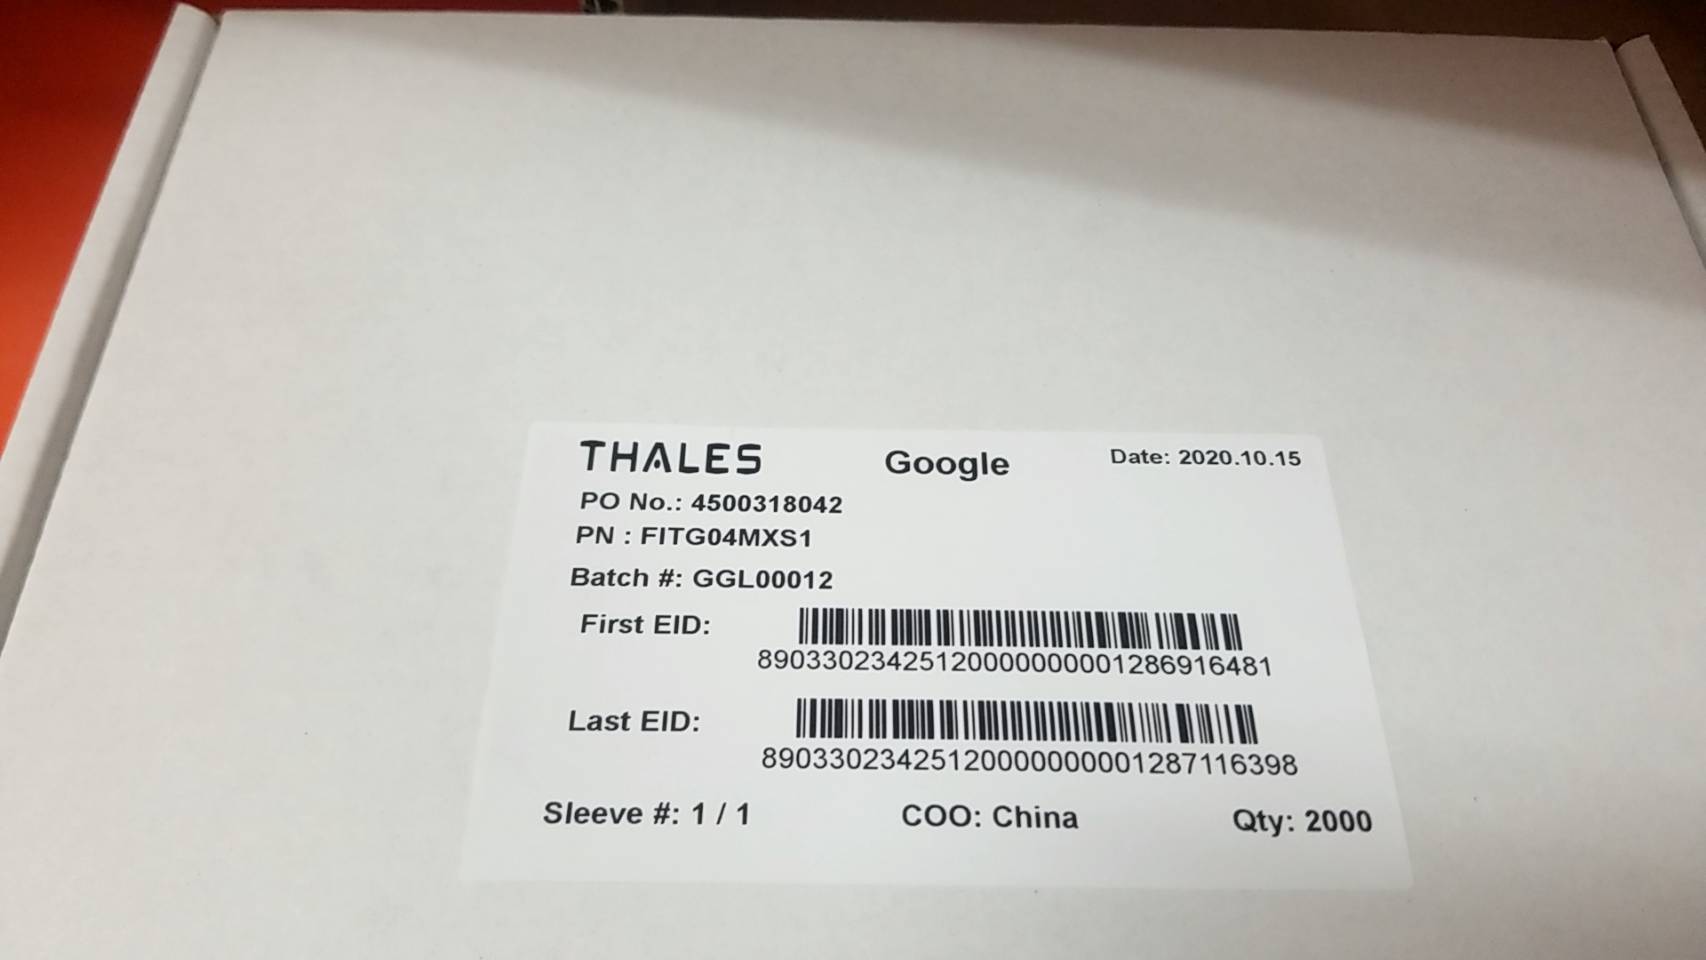 THALES Google Date: 2020.10.15
PO No.: 4500318042
PN : FITG04MXS1
Batch #: GGL00012
First EID:
89033023425120000000001286916481
Last EID:
89033023425120000000001287116398
Sleeve #: 1 / 1 COO: China Qty: 2000